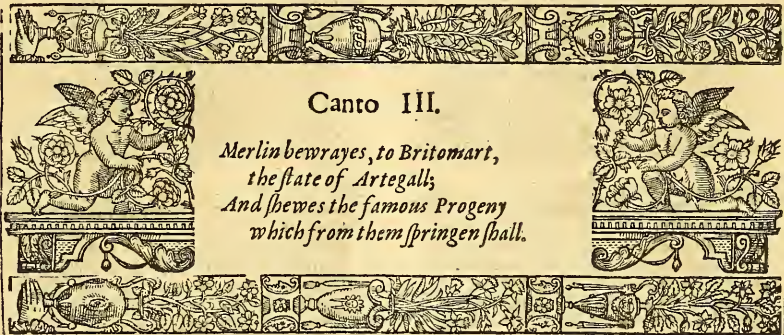 Canto III.
Merlin bewrayes, to Britomart,
the ſtate of Artegall;
And ſhewes the famous Progeny
which from them ſpringen ſhall.